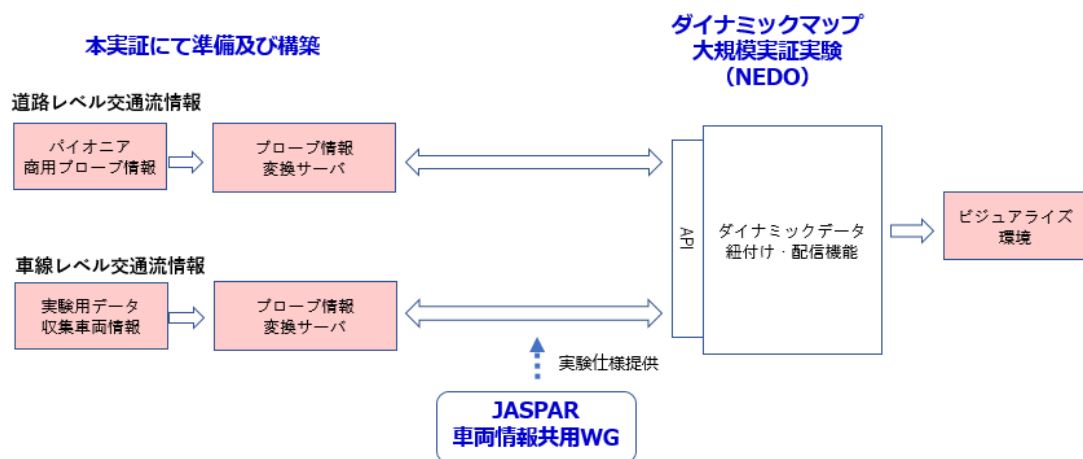 本実証にて準備及び構築
ダイナミックマップ
大規模実証実験
(NEDO)
道路レベル交通流情報
パイオニア
商用プローブ情報
プローブ情報
変換サーバ
API
ダイナミックデータ
紐付け・配信機能
ビジュアライズ
環境
車線レベル交通流情報
実験用データ
収集車両情報
プローブ情報
変換サーバ
実験仕様提供
JASPAR
車両情報共用WG